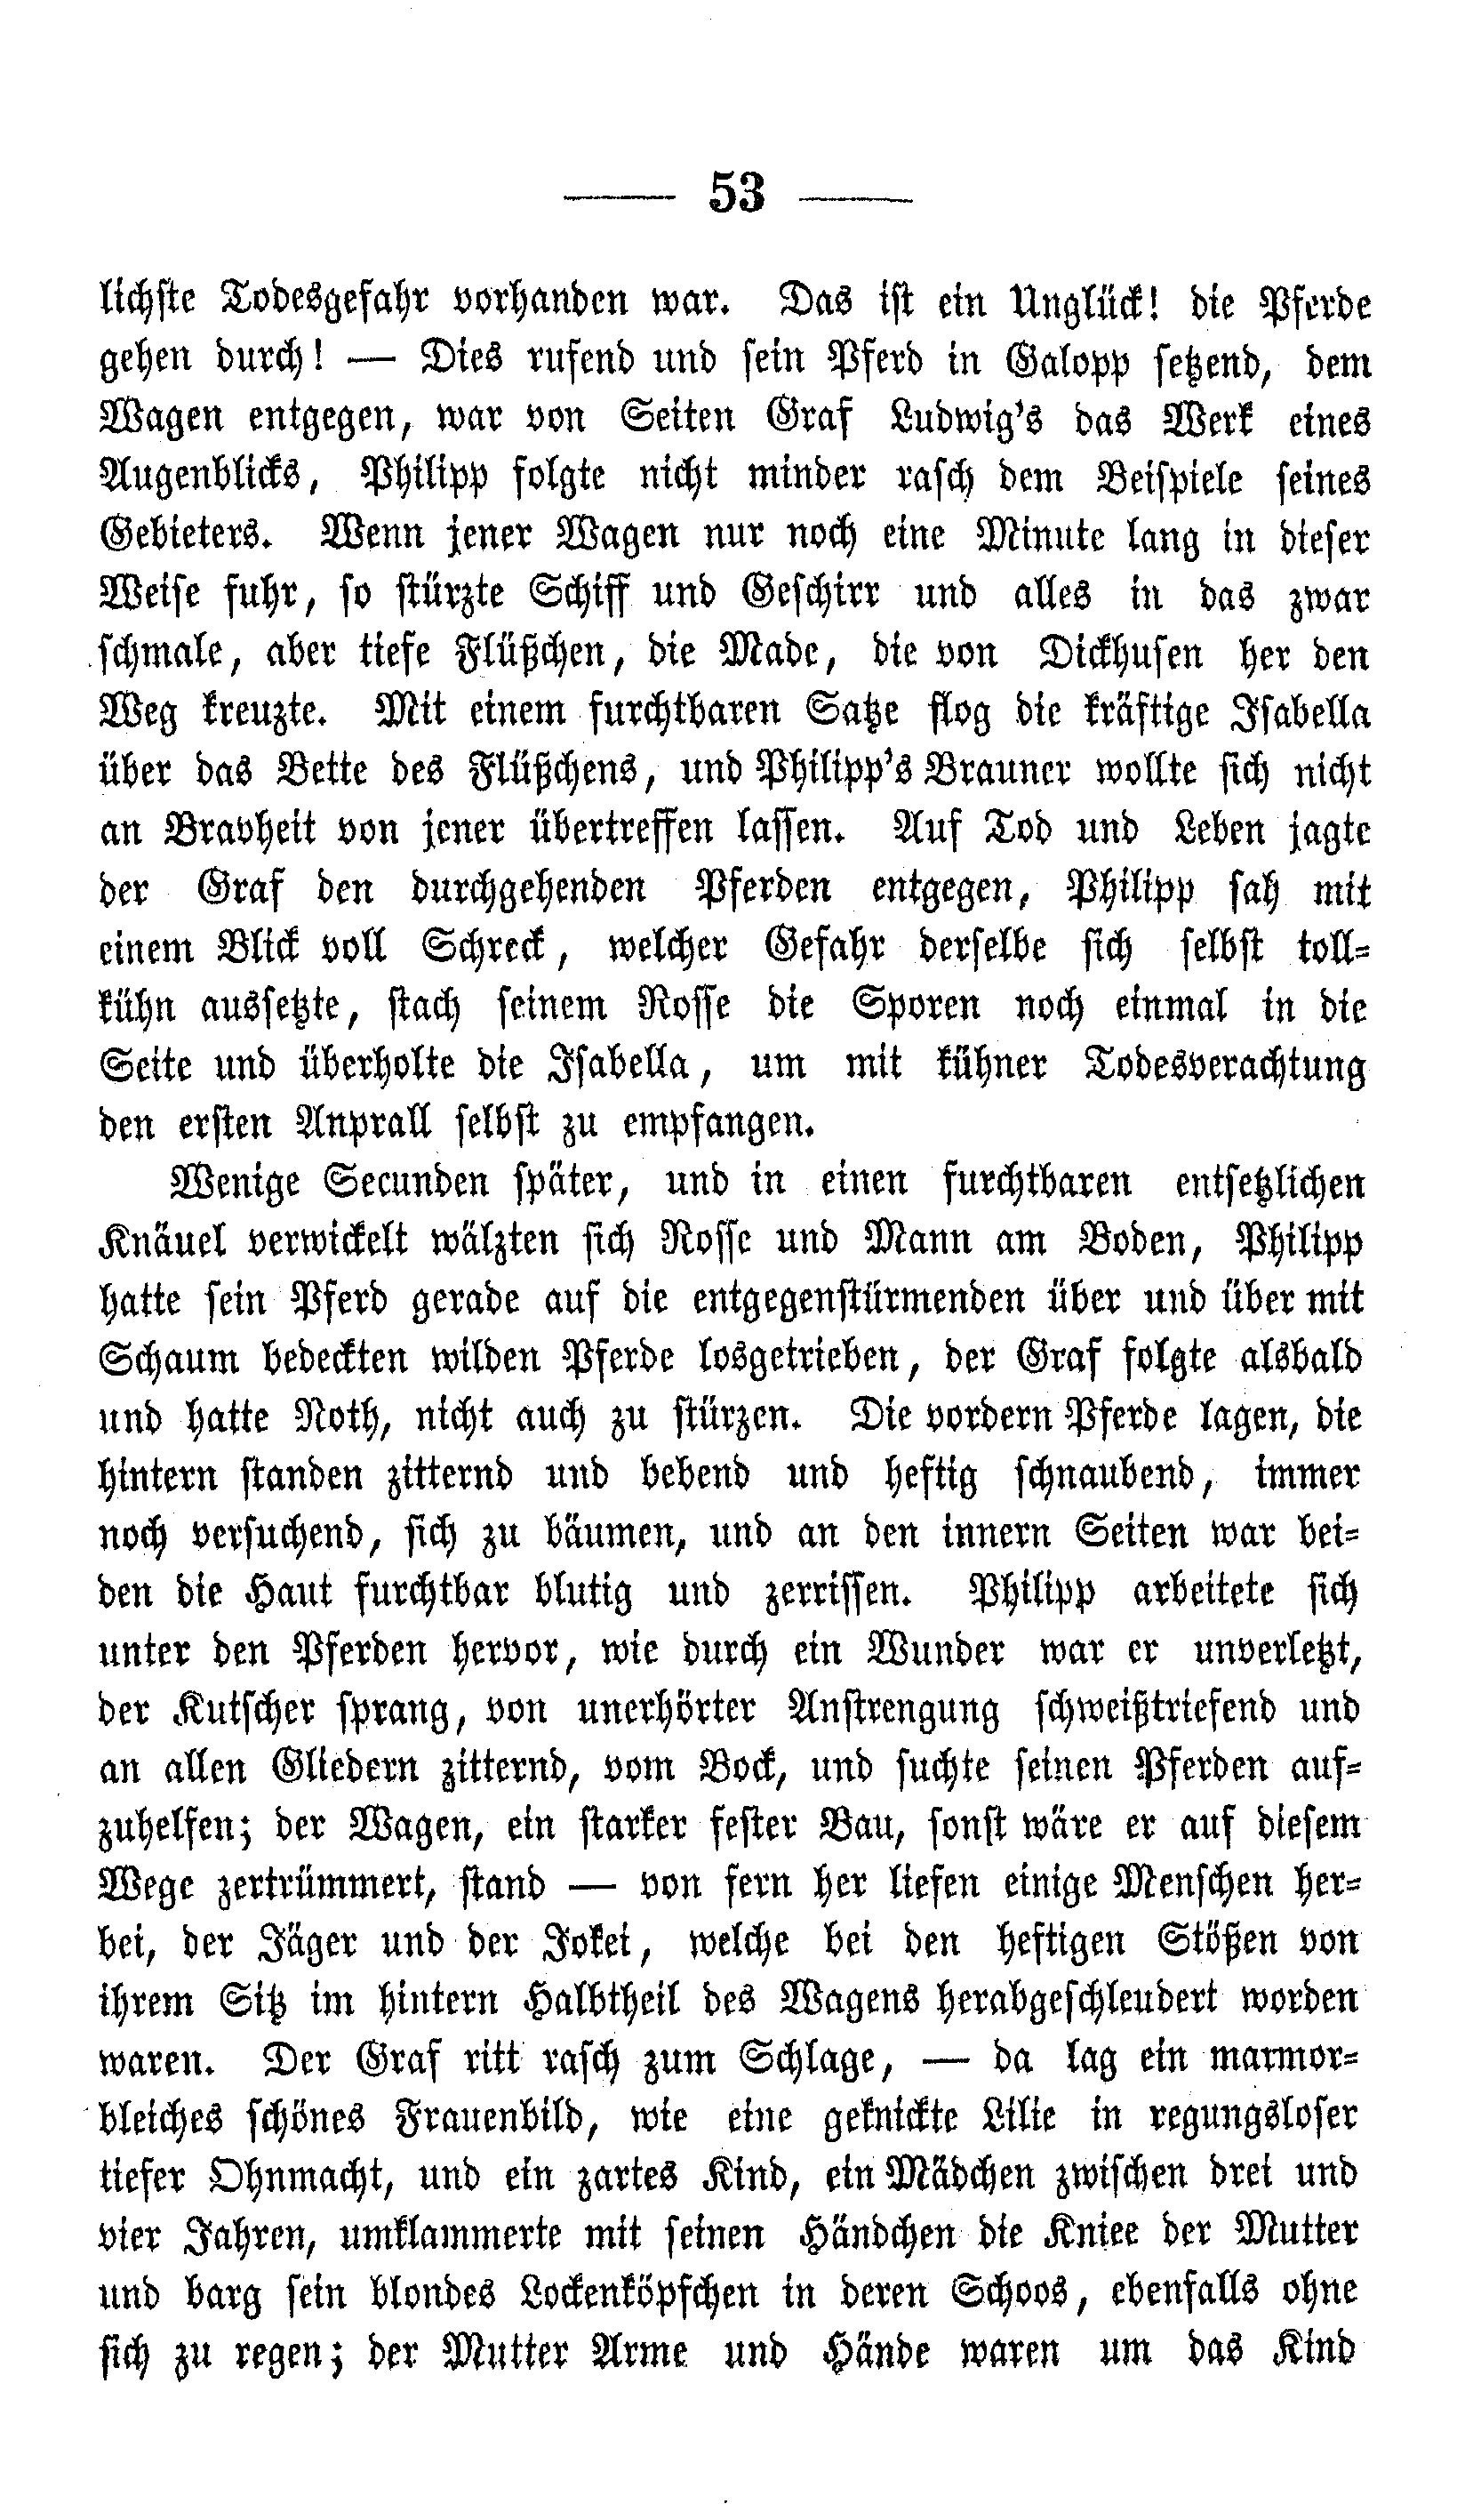 — 53 —
lichste Todesgefahr vorhanden war. Das ist ein Unglück! die Pferde
gehen durch! — Dies rufend und sein Pferd in Galopp setzend, dem
Wagen entgegen, war von Seiten Graf Ludwig's das Werk eines
Augenblicks, Philipp folgte nicht minder rasch dem Beispiele seines
Gebieters. Wenn jener Wagen nur noch eine Minute lang in dieser
Weise fuhr, so stürzte Schiff und Geschirr und alles in das zwar
schmale, aber tiefe Flüßchen, die Made, die von Dickhusen her den
Weg kreuzte. Mit einem furchtbaren Satze flog die kräftige Isabella
über das Bette des Flüßchens, und Philipp's Brauner wollte sich nicht
an Bravheit von jener übertreffen lassen. Auf Tod und Leben jagte
der Graf den durchgehenden Pferden entgegen, Philipp sah mit
einem Blick voll Schreck, welcher Gefahr derselbe sich selbst toll-
kühn aussetzte, stach seinem Rosse die Sporen noch einmal in die
Seite und überholte die Isabella, um mit kühner Todesverachtung
den ersten Anprall selbst zu empfangen.
Wenige Secunden später, und in einen furchtbaren entsetzlichen
Knäuel verwickelt wälzten sich Rosse und Mann am Boden, Philipp
hatte sein Pferd gerade auf die entgegenstürmenden über und über mit
Schaum bedeckten wilden Pferde losgetrieben, der Graf folgte alsbald
und hatte Noth, nicht auch zu stürzen. Die vordern Pferde lagen, die
hintern standen zitternd und bebend und heftig schnaubend, immer
noch versuchend, sich zu bäumen, und an den innern Seiten war bei-
den die Haut furchtbar blutig und zerrissen. Philipp arbeitete sich
unter den Pferden hervor, wie durch ein Wunder war er unverletzt,
der Kutscher sprang, von unerhörter Anstrengung schweißtriefend und
an allen Gliedern zitternd, vom Bock, und suchte seinen Pferden auf-
zuhelfen; der Wagen, ein starker fester Bau, sonst wäre er auf diesem
Wege zertrümmert, stand — von fern her liefen einige Menschen her-
bei, der Jäger und der Jokei, welche bei den heftigen Stößen von
ihrem Sitz im hintern Halbtheil des Wagens herabgeschleudert worden
waren. Der Graf ritt rasch zum Schlage, — da lag ein marmor-
bleiches schönes Frauenbild, wie eine geknickte Lilie in regungsloser
tiefer Ohnmacht, und ein zartes Kind, ein Mädchen zwischen drei und
vier Jahren, umklammerte mit seinen Händchen die Kniee der Mutter
und barg sein blondes Lockenköpfchen in deren Schoos, ebenfalls ohne
sich zu regen; der Mutter Arme und Hände waren um das Kind